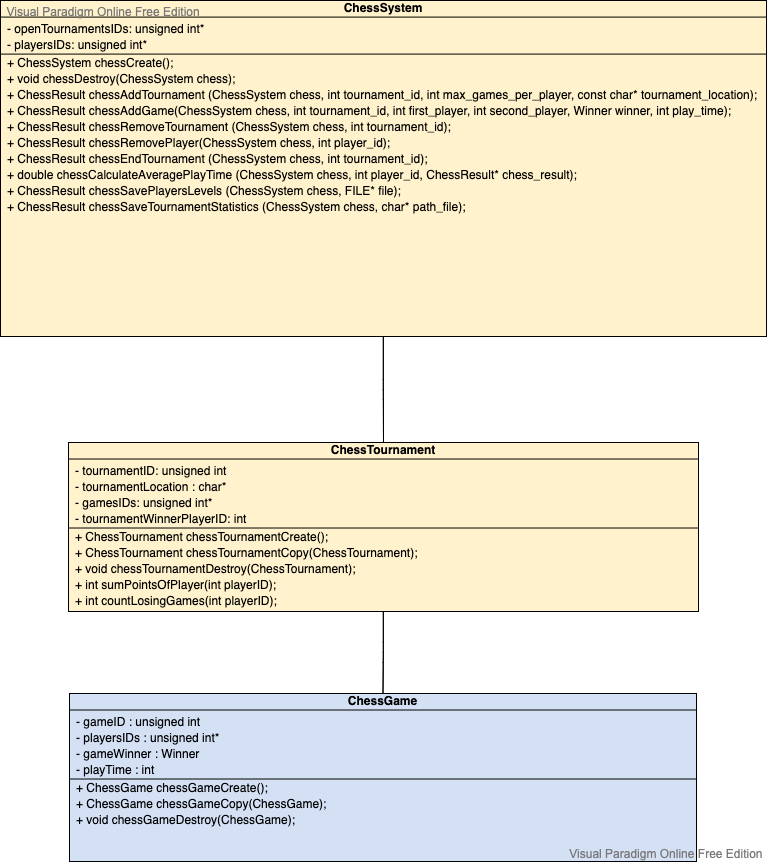 Visual Paradigm Online Free Edition
ChessSystem
- openTournamentsIDs: unsigned int*
- playersIDs: unsigned int*
+ ChessSystem chessCreate();
+ void chessDestroy(ChessSystem chess);
+ ChessResult chessAddTournament (ChessSystem chess, int tournament_id, int max_games_per_player, const char* tournament_location);
+ ChessResult chessAddGame(ChessSystem chess, int tournament_id, int first_player, int second_player, Winner winner, int play_time);
+ ChessResult chessRemoveTournament (ChessSystem chess, int tournament_id);
+ ChessResult chessRemovePlayer(ChessSystem chess, int player_id);
+ ChessResult chessEndTournament (ChessSystem chess, int tournament_id);
+ double chessCalculateAveragePlayTime (ChessSystem chess, int player_id, ChessResult* chess_result);
+ ChessResult chessSavePlayersLevels (ChessSystem chess, FILE* file);
+ ChessResult chessSaveTournamentStatistics (ChessSystem chess, char* path_file);
ChessTournament
- tournamentID: unsigned int
- tournamentLocation : char*
- gamesIDs: unsigned int*
- tournamentWinnerPlayerID: int
+ ChessTournament chessTournamentCreate();
+ ChessTournament chessTournamentCopy(ChessTournament);
+ void chessTournamentDestroy(ChessTournament);
+ int sumPointsOfPlayer(int playerID);
+ int countLosingGames(int playerID);
ChessGame
- gameID : unsigned int
- playersIDs : unsigned int*
- gameWinner : Winner
- playTime : int
+ ChessGame chessGameCreate();
+ ChessGame chessGameCopy(ChessGame);
+ void chessGameDestroy(ChessGame);
Visual Paradigm Online Free Edition